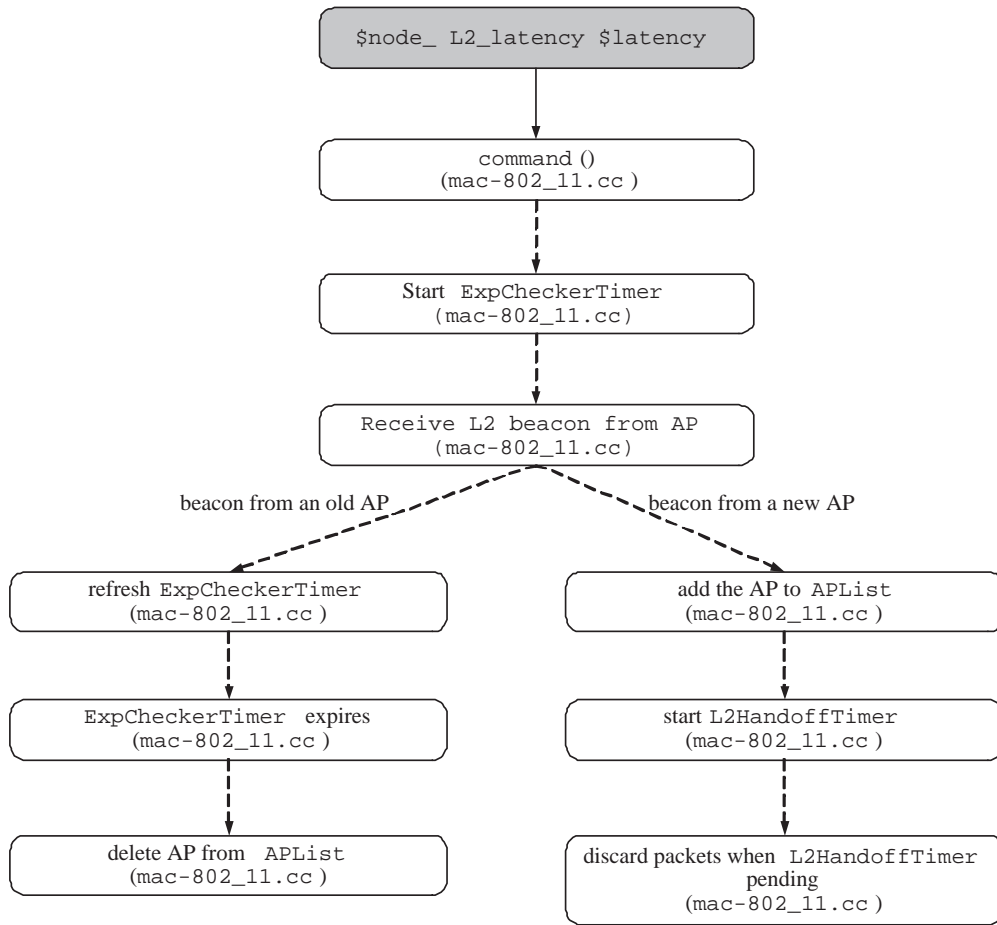 $node_ L2_latency $latency
command ()
(mac-802_11.cc )
Start ExpCheckerTimer
(mac-802_11.cc)
Receive L2 beacon from AP
(mac-802_11.cc)
beacon from an old AP
beacon from a new AP
refresh ExpCheckerTimer
(mac-802_11.cc )
add the AP to APList
(mac-802_11.cc )
ExpCheckerTimer expires
(mac-802_11.cc )
start L2HandoffTimer
(mac-802_11.cc )
delete AP from APList
(mac-802_11.cc )
discard packets when L2HandoffTimer
pending
(mac-802_11.cc )